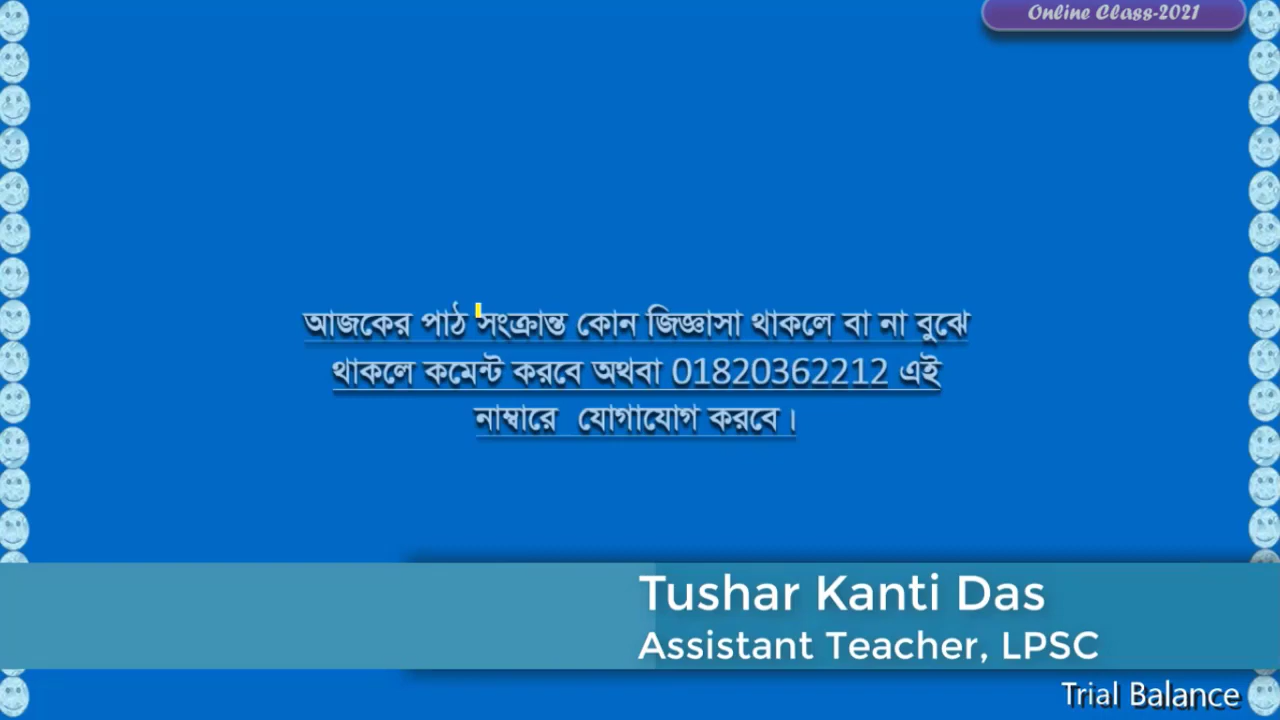 Online Class-2021
আজকের পাঠ সংক্রান্ত কোন জিজ্ঞাসা থাকলে বা না বুঝে
থাকলে কমেন্ট করবে অথবা 01820362212 এই
নাম্বারে যোগাযোগ করবে।
Tushar Kanti Das
Assistant Teacher, LPSC
Trial Balance